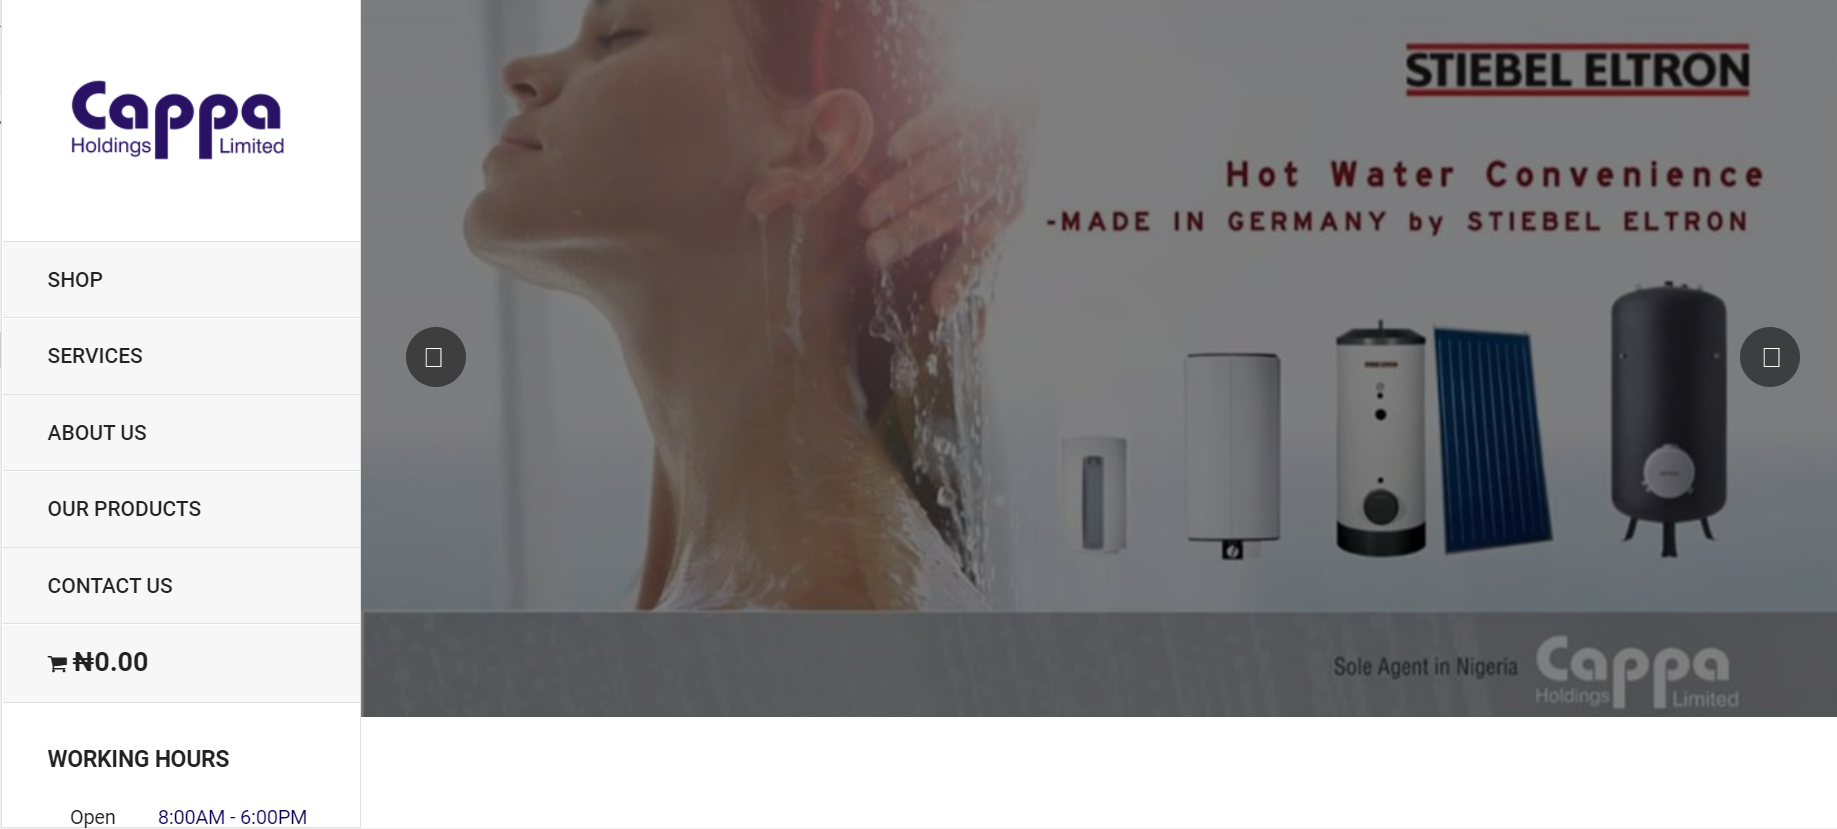 Cappa
Holdings Limited
SHOP
SERVICES
ABOUT US
OUR PRODUCTS
CONTACT US
₦0.00
WORKING HOURS
Open 8:00AM - 6:00PM
STIEBEL ELTRON
Hot Water Convenience
-MADE IN GERMANY by STIEBEL ELTRON
Sole Agent in Nigeria
Cappa
Holdings Limited